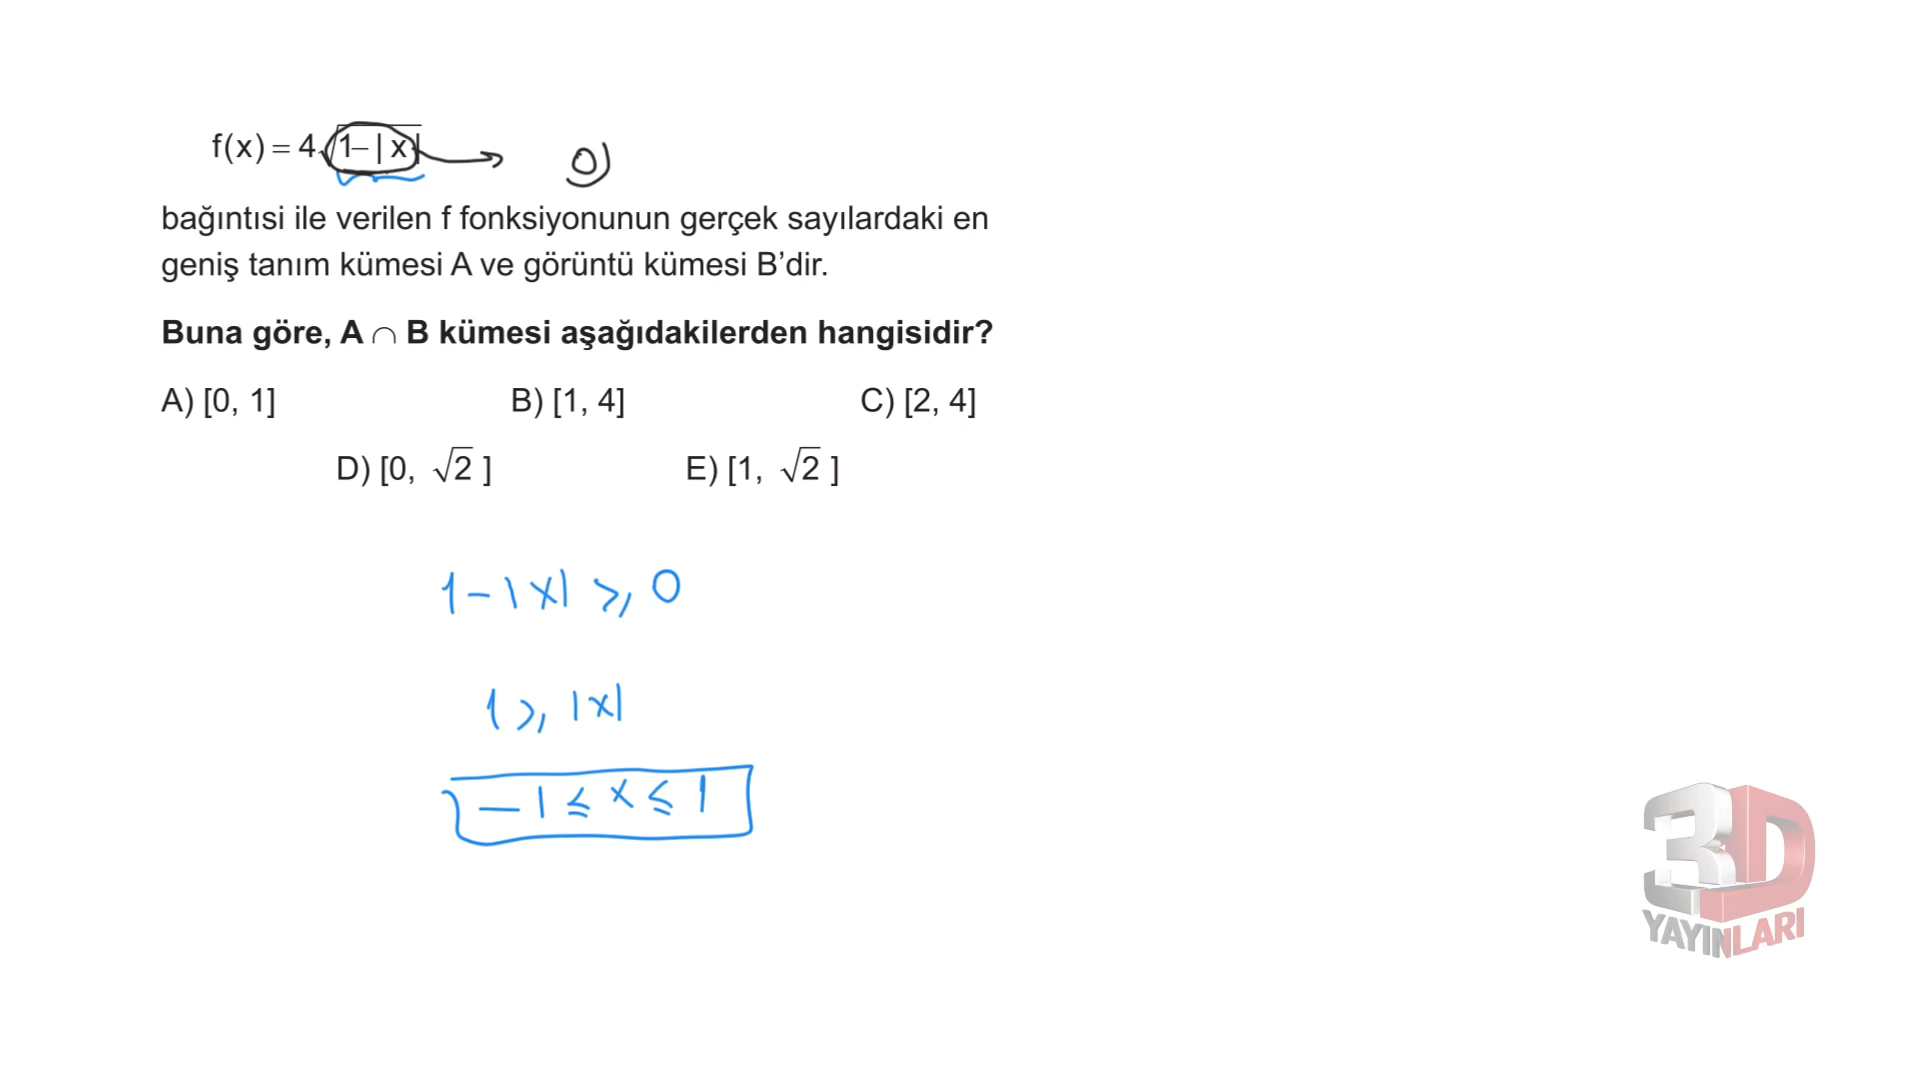 f(x) = 4√1–|x| → 0
bağıntısi ile verilen f fonksiyonunun gerçek sayılardaki en
geniş tanım kümesi A ve görüntü kümesi B’dir.
Buna göre, A ∩ B kümesi aşağıdakilerden hangisidir?
A) [0, 1] B) [1, 4] C) [2, 4]
D) [0, √2 ] E) [1, √2 ]
1 – |x| ≥ 0
1 ≥ |x|
–1 ≤ x ≤ 1
3D
YAYINLARI